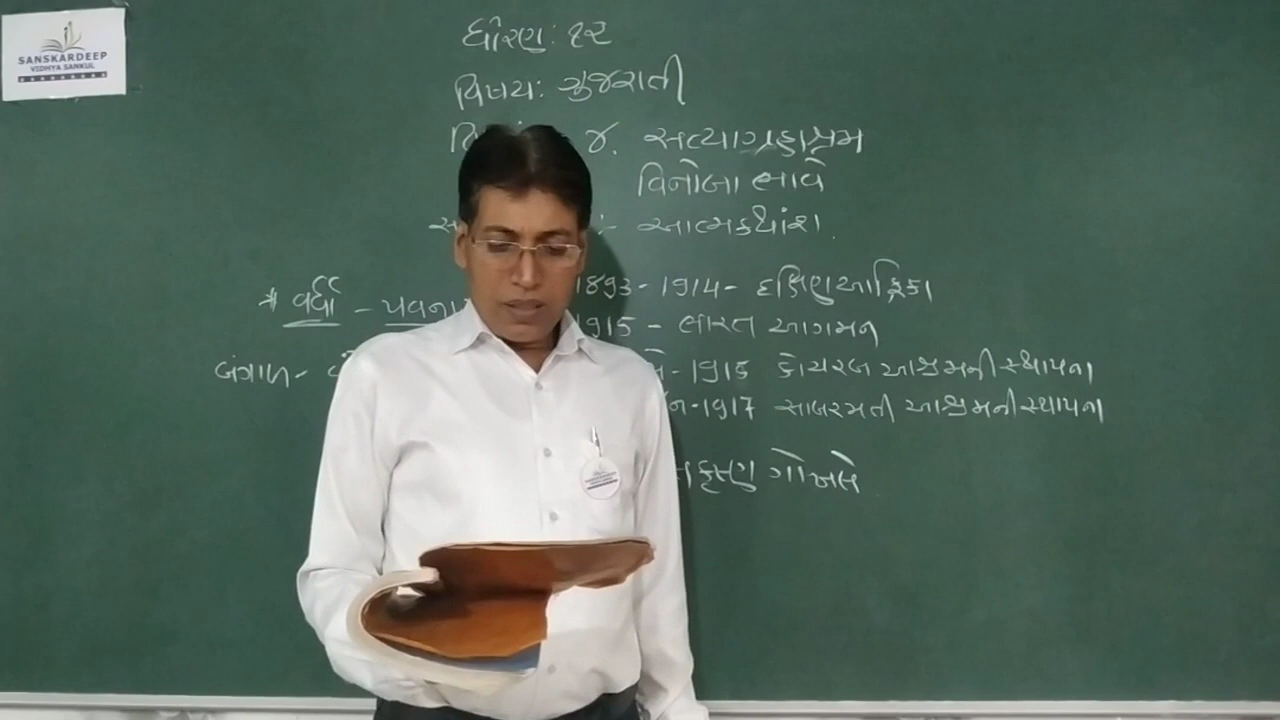 SANSKARDEEP
VIDHYA SANKUL
ધોરણ: ૧૨
વિષય: ગુજરાતી
૪. સત્યાગ્રહાશ્રમ
વિનોબા ભાવે
:- આત્મકથાંશ.
* વર્ધા - પવના 1893-1914- દક્ષિણ આફ્રિકા
1915 - ભારત આગમન
બંગાળ - 1915 કોચરબ આશ્રમની સ્થાપના
-1917 સાબરમતી આશ્રમની સ્થાપના
કૃષ્ણ ગોખલે